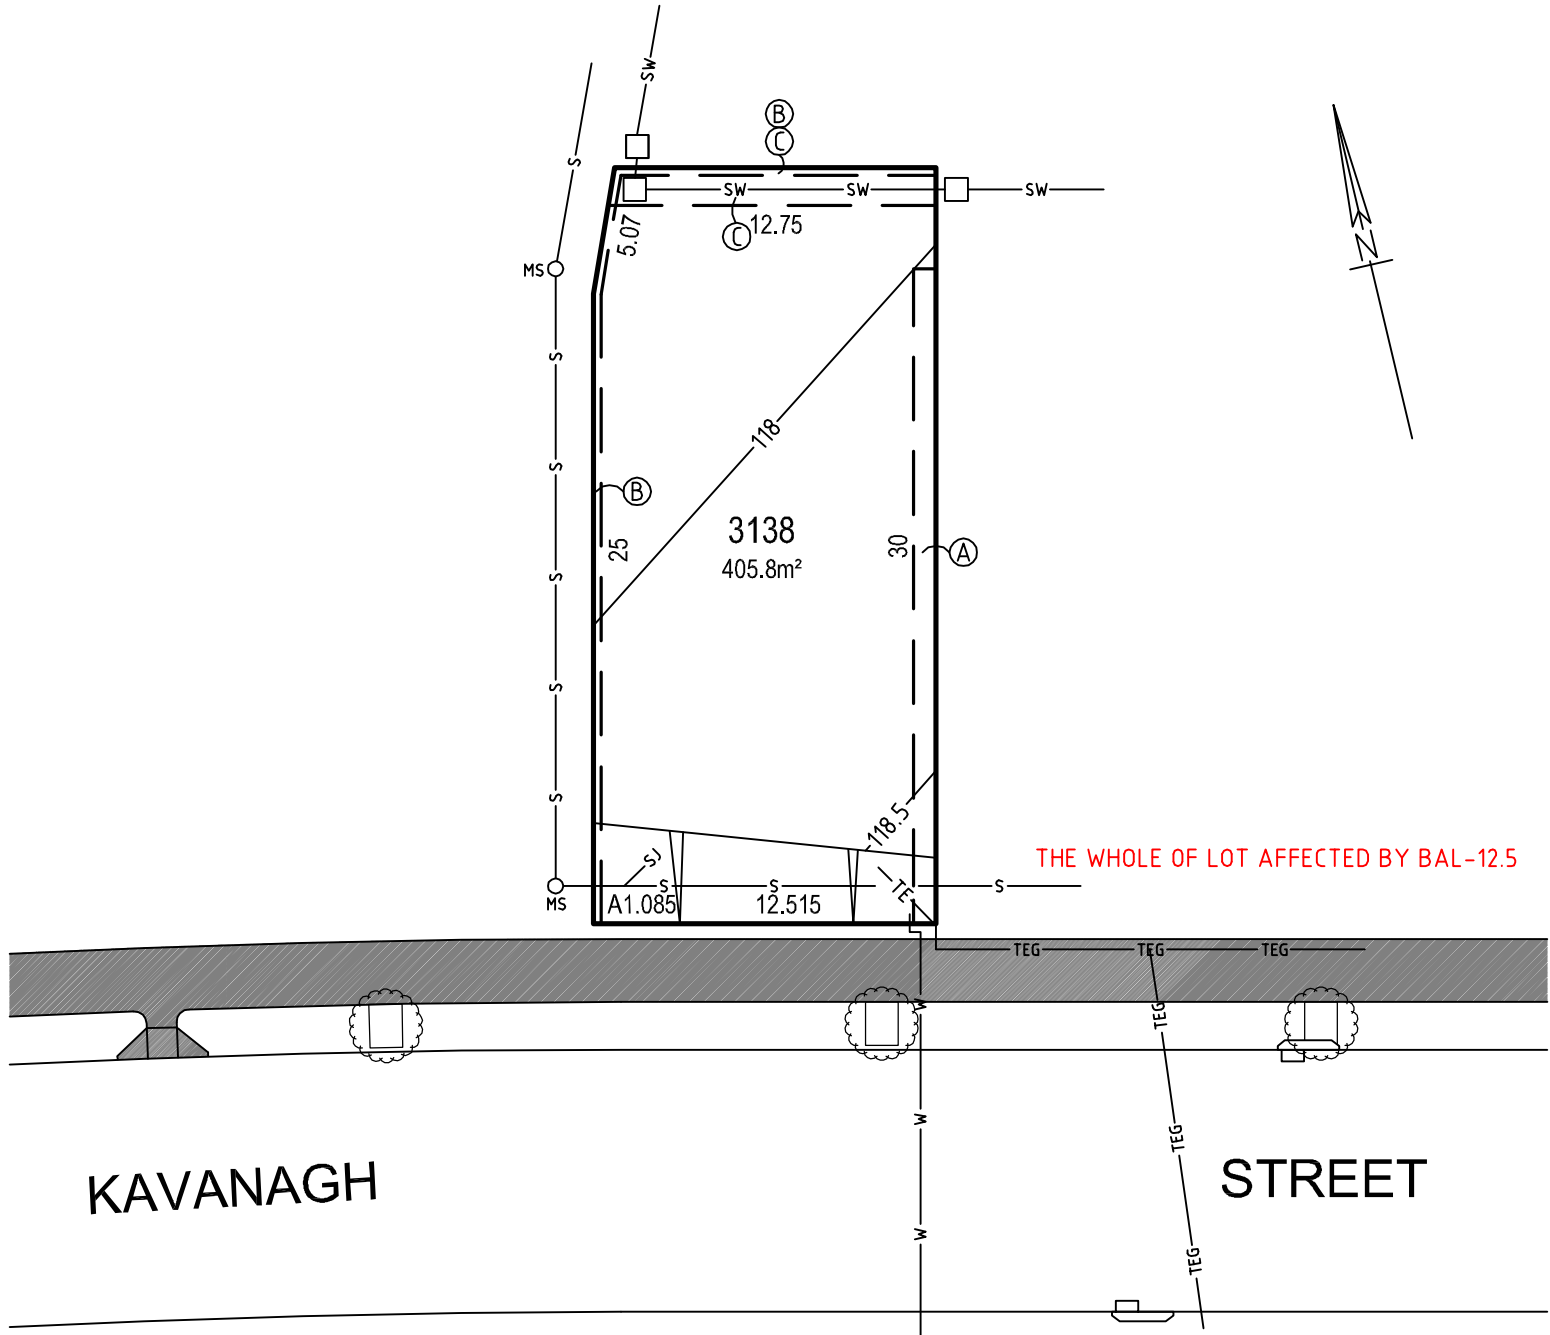 SW
S
B
C
SW
SW
SW
C
12.75
5.07
MS
N
S
118
S
B
3138
405.8m²
25
30
A
S
S
118.5
S
SJ
THE WHOLE OF LOT AFFECTED BY BAL-12.5
MS
S
S
TE
S
A1.085
12.515
TEG
TEG
TEG
W
TEG
W
TEG
KAVANAGH
STREET
W
TEG